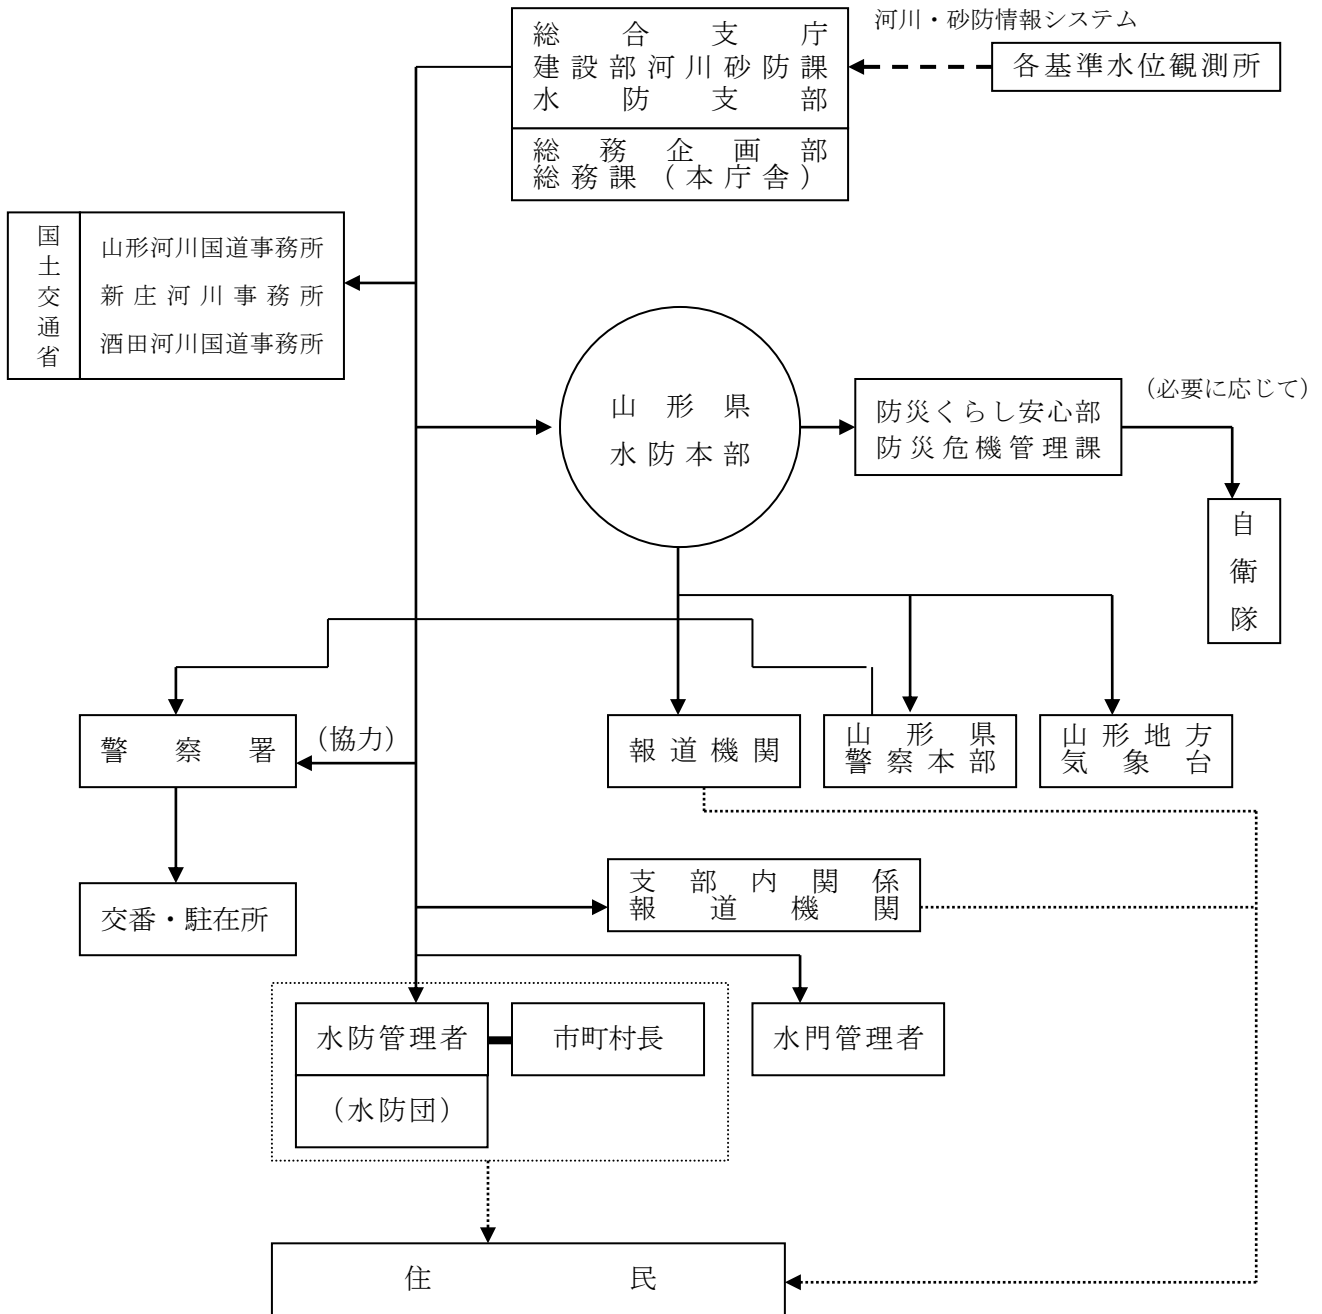 河川・砂防情報システム
総合支庁
建設部河川砂防課
水防支部
各基準水位観測所
総務企画部
総務課（本庁舎）
国土交通省
山形河川国道事務所
新庄河川事務所
酒田河川国道事務所
山形県
水防本部
防災くらし安心部
防災危機管理課
（必要に応じて）
自衛隊
警察署
（協力）
報道機関
山形県
警察本部
山形地方
気象台
交番・駐在所
支部内関係
報道機関
水防管理者
市町村長
水門管理者
（水防団）
住民